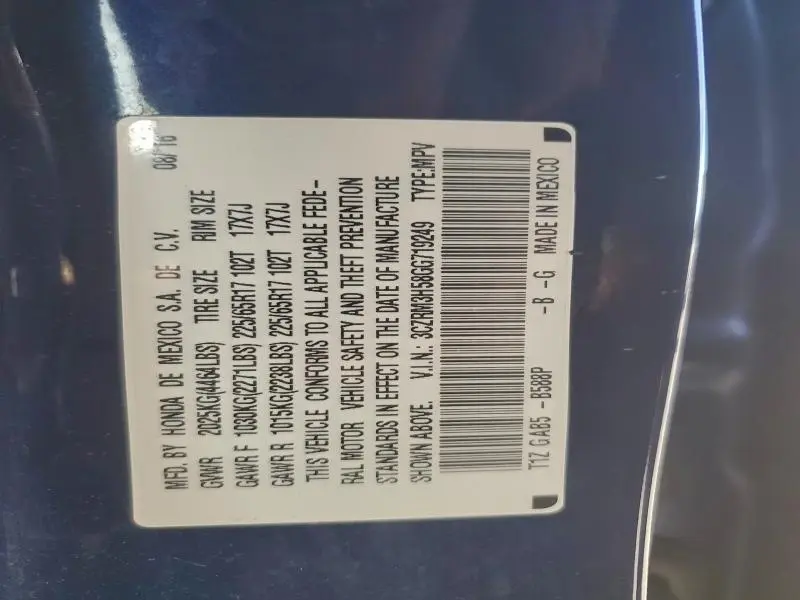 MFD. BY HONDA DE MEXICO S.A. DE C.V. 08/16
GVWR 2025KG(4464LBS) TIRE SIZE RIM SIZE
GAWR F 1030KG(2271LBS) 225/65R17 102T 17X7J
GAWR R 1015KG(2238LBS) 225/65R17 102T 17X7J
THIS VEHICLE CONFORMS TO ALL APPLICABLE FEDE-
RAL MOTOR VEHICLE SAFETY AND THEFT PREVENTION
STANDARDS IN EFFECT ON THE DATE OF MANUFACTURE
SHOWN ABOVE. V.I.N.: 3CZRM3H58GG719249 TYPE:MPV
T1Z GAB5 -B588P -B -G MADE IN MEXICO